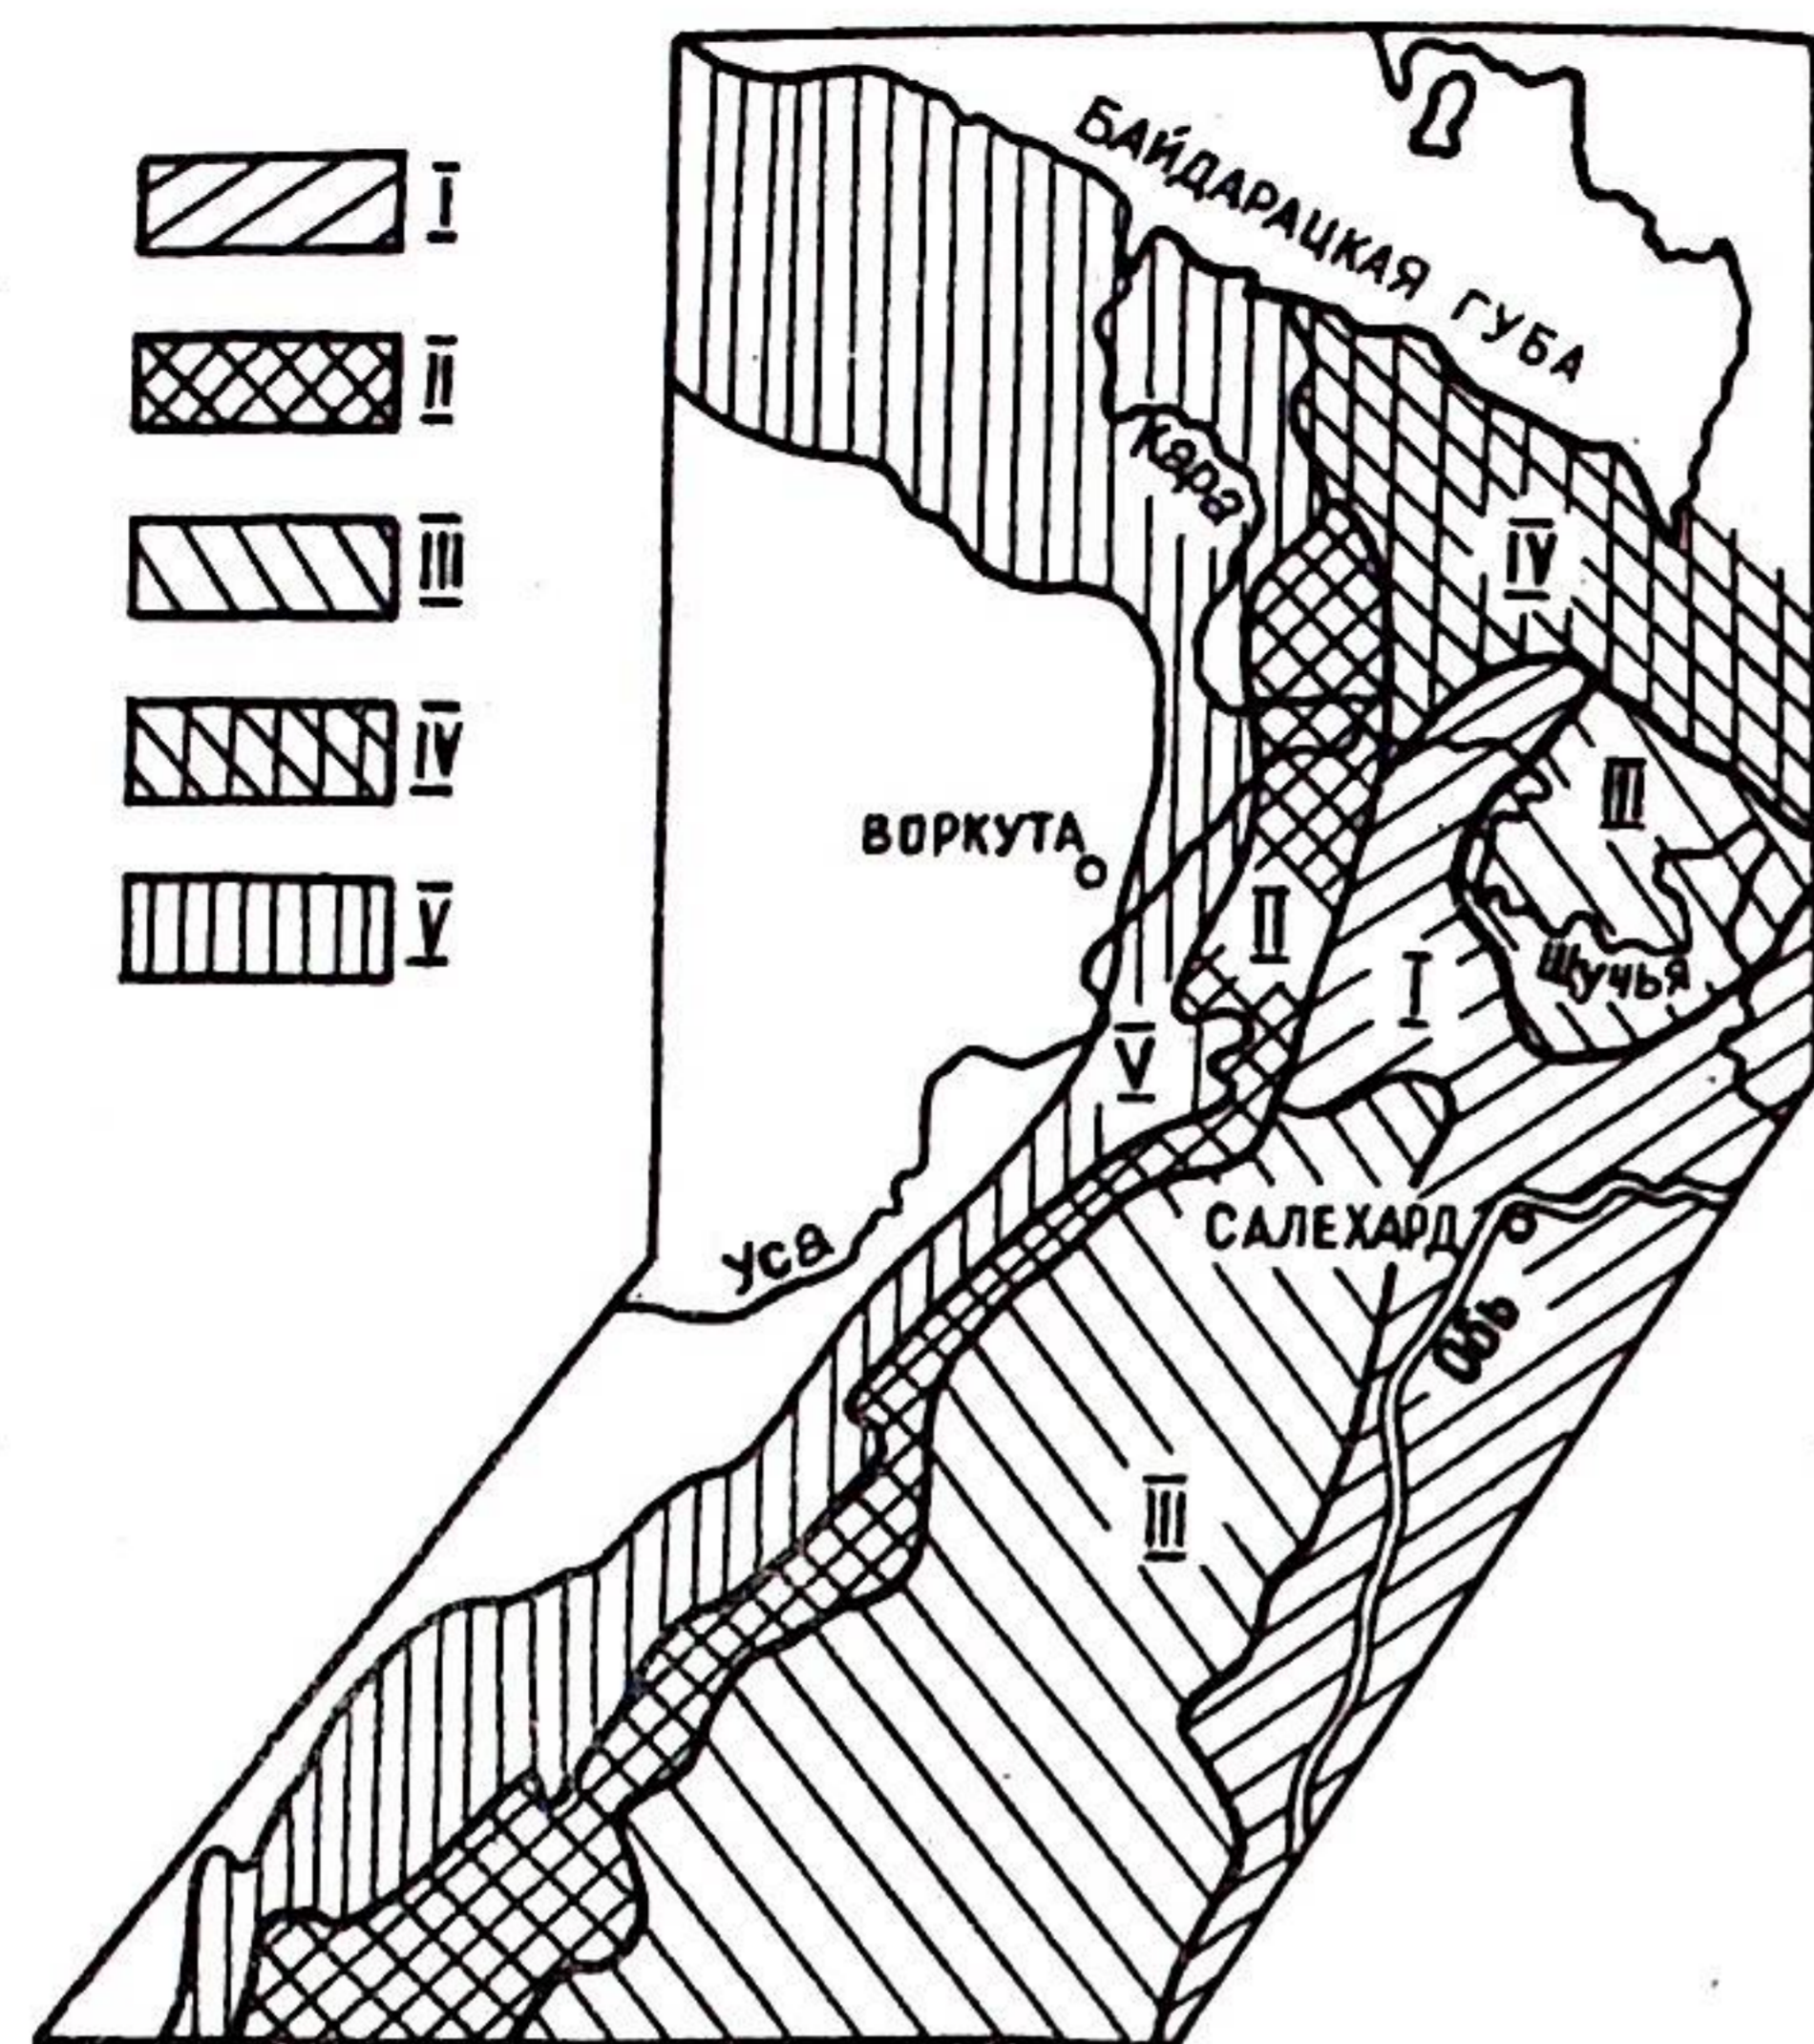 I
II
III
IV
V
БАЙДАРАЦКАЯ ГУБА
Кара
IV
III
ВОРКУТА
II
I
Щучья
V
САЛЕХАРД
Уса
Обь
III